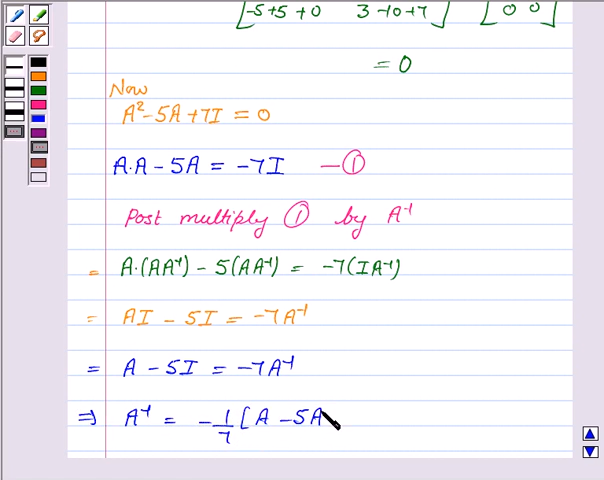 [-5+5+0 3-10+7] [0 0]
= 0
Now
A²-5A+7I = 0
A·A - 5A = -7I — ①
Post multiply ① by A⁻¹
= A·(AA⁻¹) - 5(AA⁻¹) = -7(IA⁻¹)
= AI - 5I = -7A⁻¹
= A - 5I = -7A⁻¹
⇒ A⁻¹ = -1/7 [A - 5A